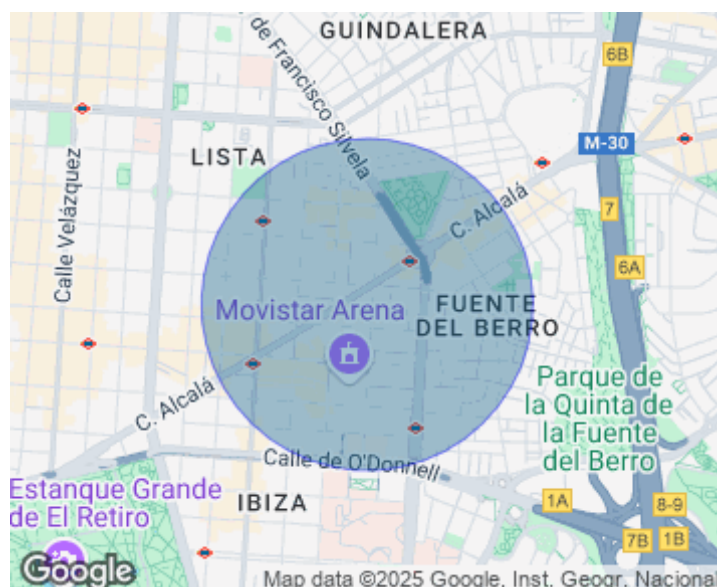 GUINDALERA
6B
de Francisco Silvela
M-30
LISTA
Calle Velázquez
C. Alcalá
7
6A
Movistar Arena
FUENTE
DEL BERRO
Parque de
la Quinta de
la Fuente
del Berro
C. Alcalá
Calle de O'Donnell
Estanque Grande
de El Retiro
IBIZA
1A
8-9
7B
1B
Google
Map data ©2025 Google, Inst. Geogr. Nacional